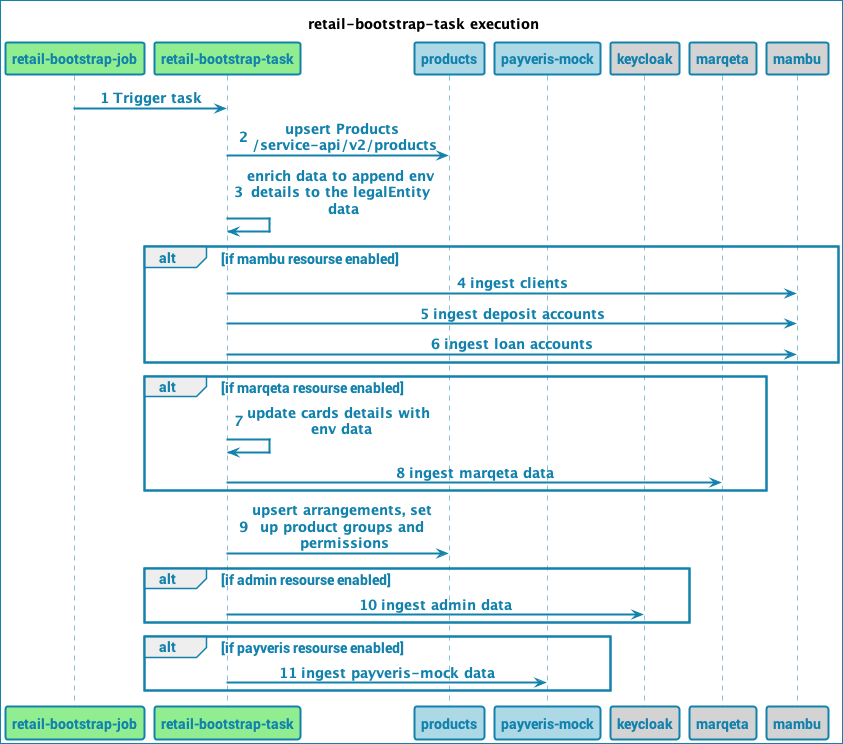 retail-bootstrap-task execution
retail-bootstrap-job retail-bootstrap-task products payveris-mock keycloak marqeta mambu
1 Trigger task
upsert Products
2 /service-api/v2/products
enrich data to append env
3 details to the legalEntity
data
alt [if mambu resourse enabled]
4 ingest clients
5 ingest deposit accounts
6 ingest loan accounts
alt [if marqeta resourse enabled]
7 update cards details with
env data
8 ingest marqeta data
upsert arrangements, set
9 up product groups and
permissions
alt [if admin resourse enabled]
10 ingest admin data
alt [if payveris resourse enabled]
11 ingest payveris-mock data
retail-bootstrap-job retail-bootstrap-task products payveris-mock keycloak marqeta mambu